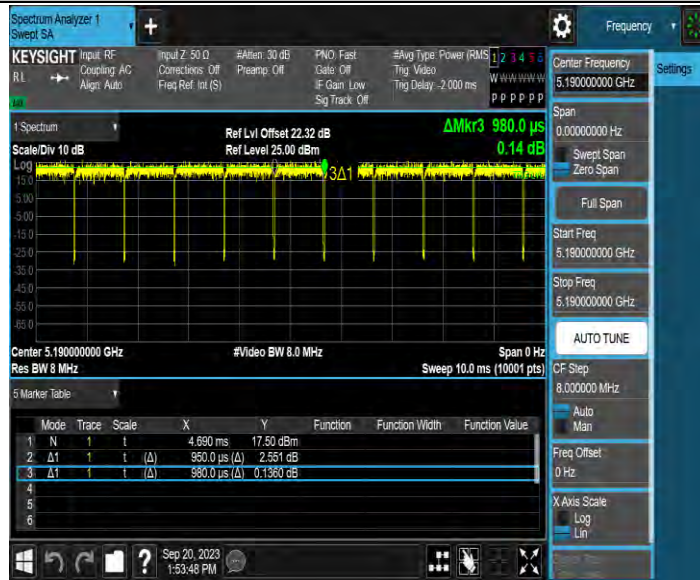 Spectrum Analyzer 1
Swept SA
+
Frequency
KEYSIGHT
RL
Input: RF
Coupling: AC
Align: Auto
Input Z: 50 Ω
Corrections: Off
Freq Ref: Int (S)
#Atten: 30 dB
Preamp: Off
PNO: Fast
Gate: Off
IF Gain: Low
Sig Track: Off
#Avg Type: Power (RMS
Trig: Video
Trig Delay: -2.000 ms
1 2 3 4 5 6
W W W W W W
P P P P P P
1 Spectrum
Scale/Div 10 dB
Ref Lvl Offset 22.32 dB
Ref Level 25.00 dBm
ΔMkr3 980.0 µs
0.14 dB
Log
15.0
5.00
-5.00
-15.0
-25.0
-35.0
-45.0
-55.0
-65.0
3Δ1
Center 5.190000000 GHz
Res BW 8 MHz
#Video BW 8.0 MHz
Span 0 Hz
Sweep 10.0 ms (10001 pts)
5 Marker Table
Mode Trace Scale X Y Function Function Width Function Value
1 N 1 t 4.690 ms 17.50 dBm
2 Δ1 1 t (Δ) 950.0 µs (Δ) 2.551 dB
3 Δ1 1 t (Δ) 980.0 µs (Δ) 0.1360 dB
4
5
6
?
Sep 20, 2023
1:53:48 PM
Center Frequency
5.190000000 GHz
Settings
Span
0.00000000 Hz
Swept Span
Zero Span
Full Span
Start Freq
5.190000000 GHz
Stop Freq
5.190000000 GHz
AUTO TUNE
CF Step
8.000000 MHz
Auto
Man
Freq Offset
0 Hz
X Axis Scale
Log
Lin